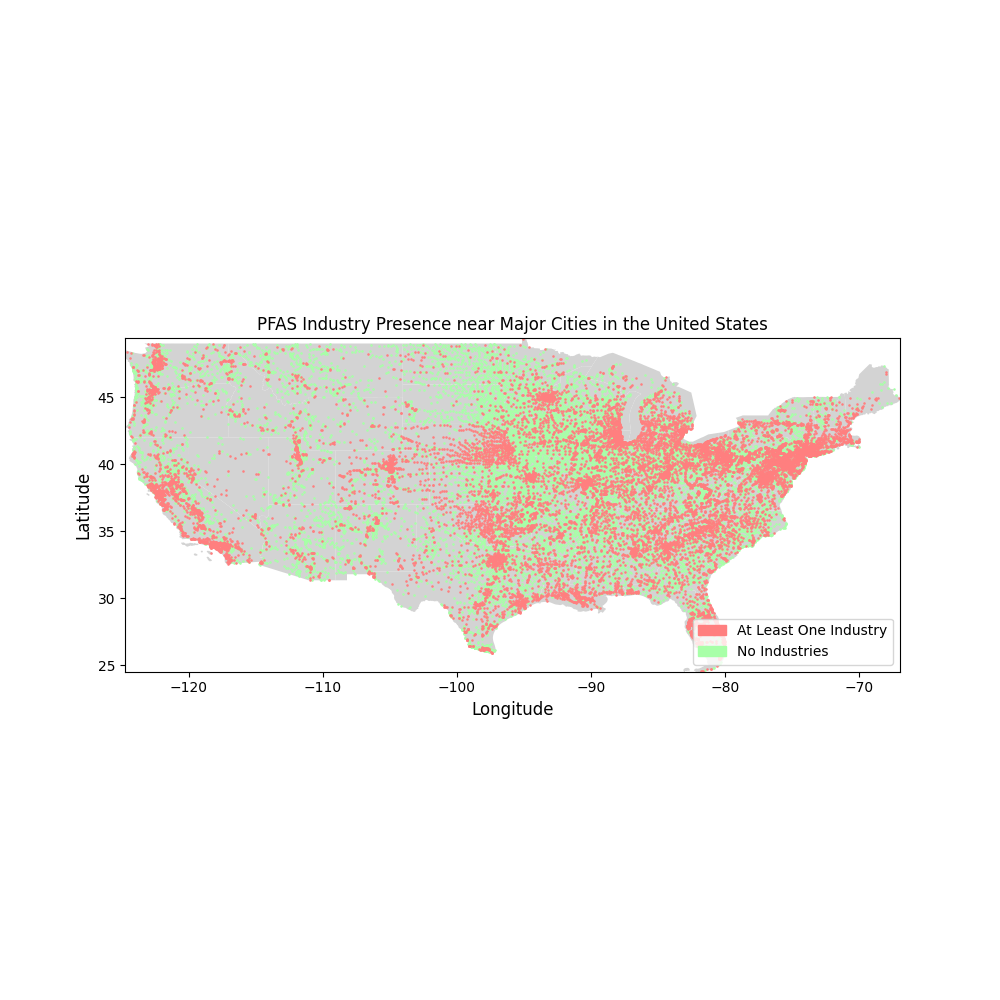 PFAS Industry Presence near Major Cities in the United States
Latitude
45
40
35
30
25
At Least One Industry
No Industries
−120
−110
−100
−90
−80
−70
Longitude